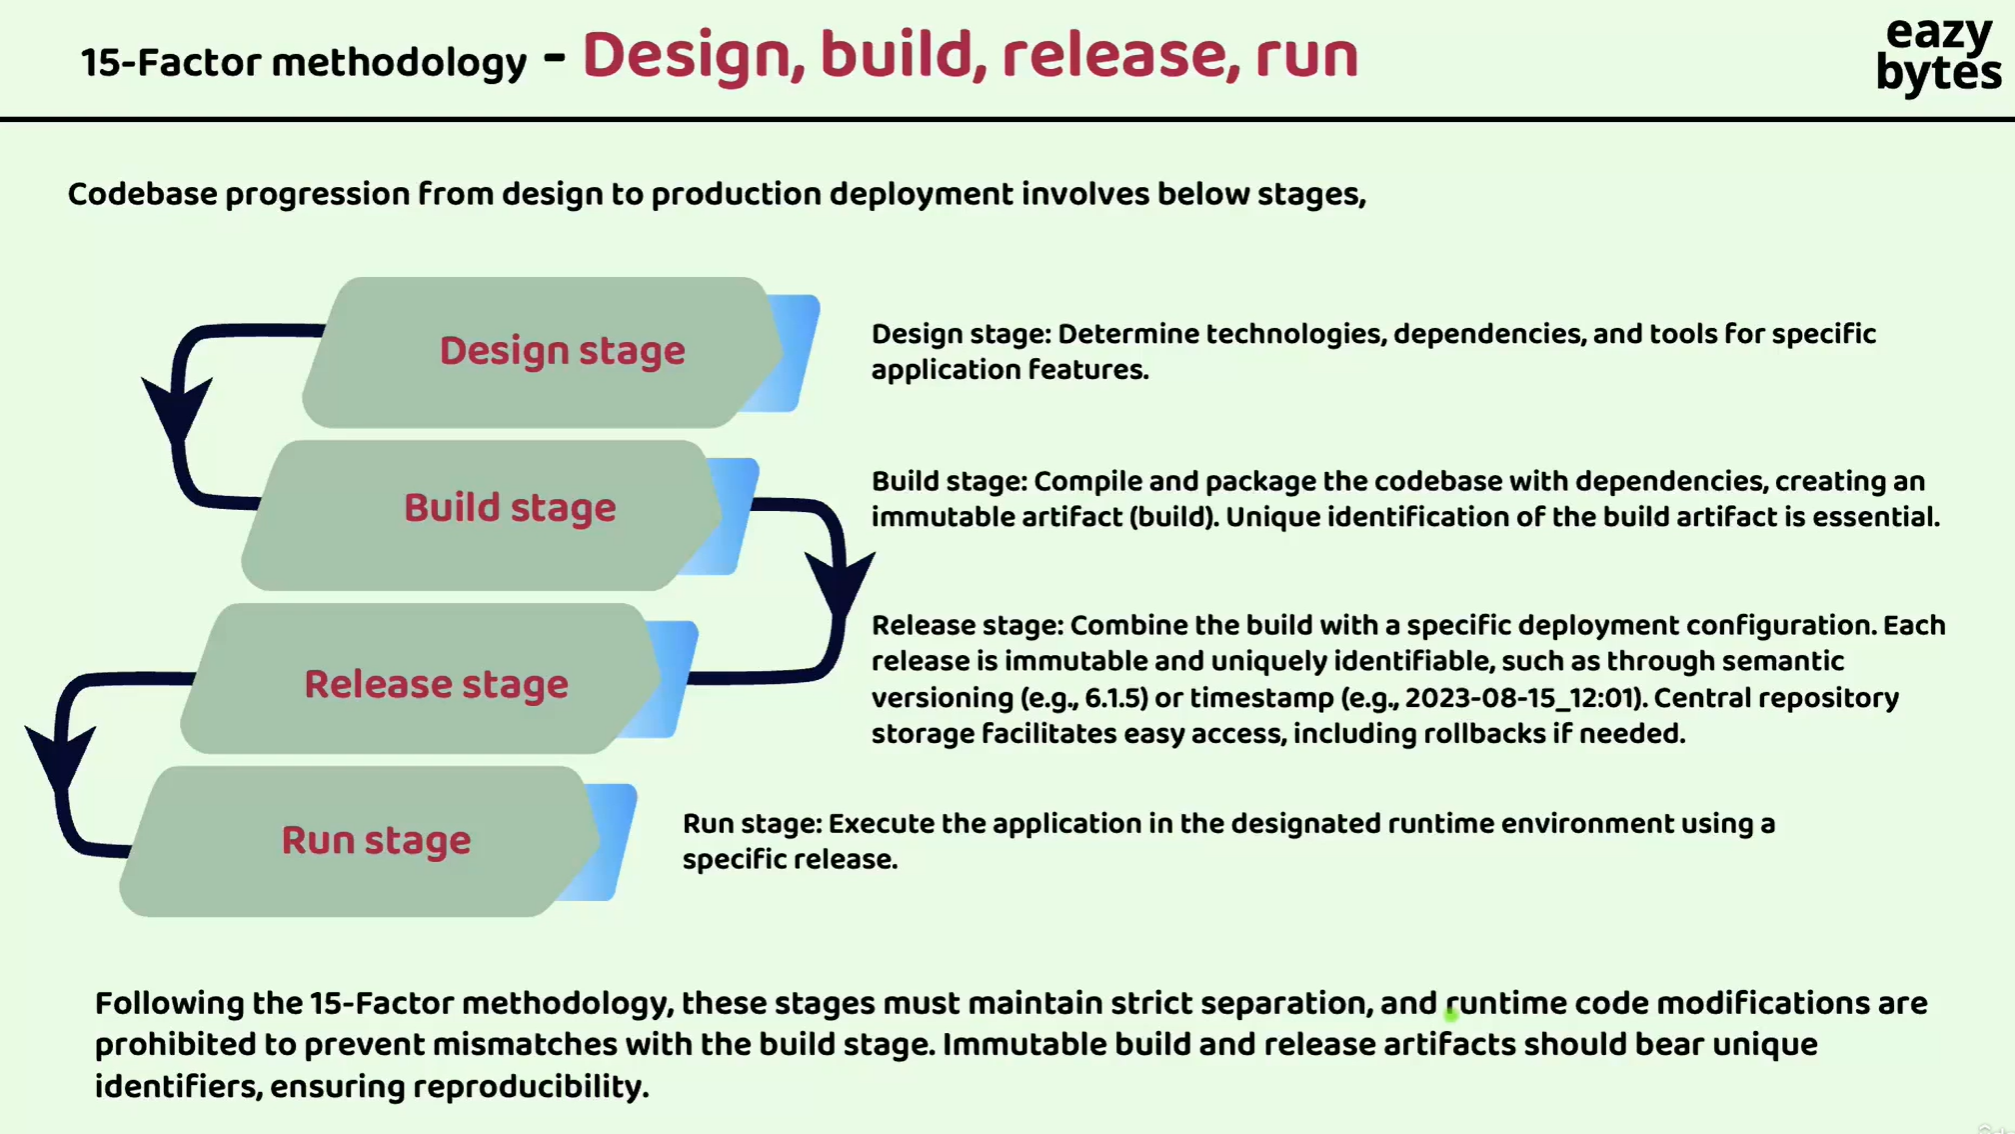 15-Factor methodology - Design, build, release, run
eazy
bytes
Codebase progression from design to production deployment involves below stages,
Design stage
Design stage: Determine technologies, dependencies, and tools for specific
application features.
Build stage
Build stage: Compile and package the codebase with dependencies, creating an
immutable artifact (build). Unique identification of the build artifact is essential.
Release stage
Release stage: Combine the build with a specific deployment configuration. Each
release is immutable and uniquely identifiable, such as through semantic
versioning (e.g., 6.1.5) or timestamp (e.g., 2023-08-15_12:01). Central repository
storage facilitates easy access, including rollbacks if needed.
Run stage
Run stage: Execute the application in the designated runtime environment using a
specific release.
Following the 15-Factor methodology, these stages must maintain strict separation, and runtime code modifications are
prohibited to prevent mismatches with the build stage. Immutable build and release artifacts should bear unique
identifiers, ensuring reproducibility.